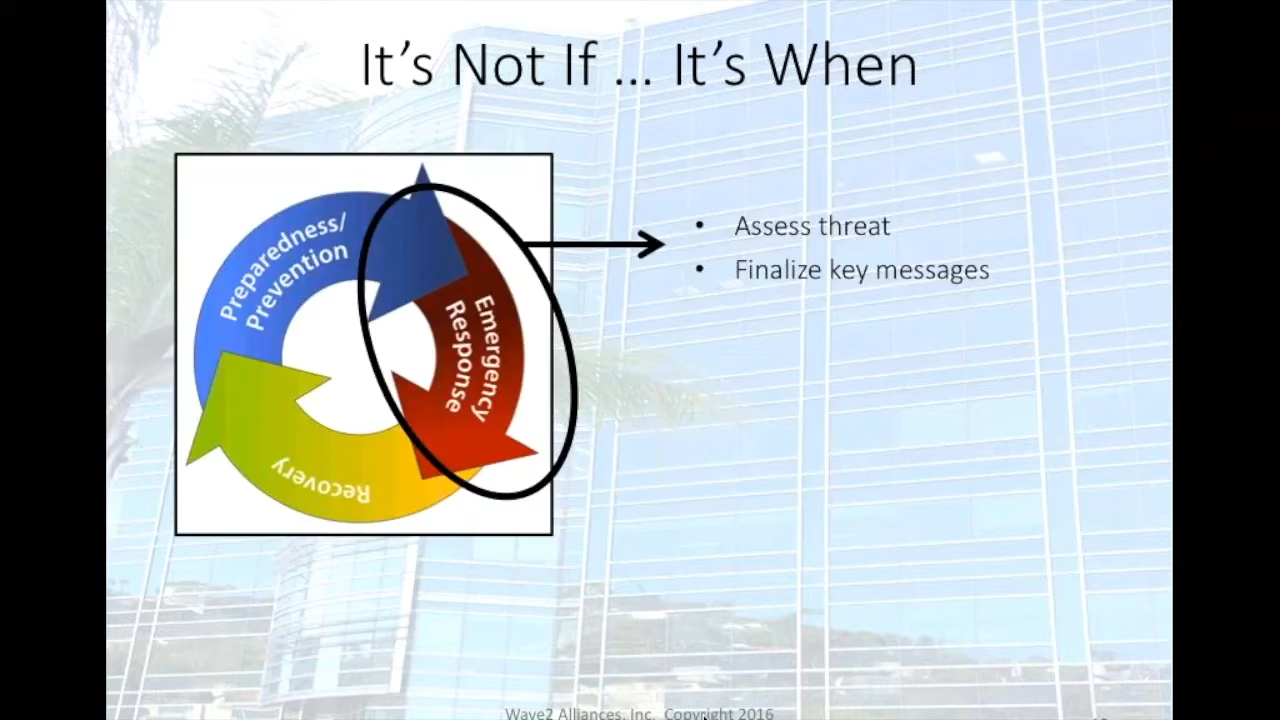 It's Not If ... It's When
Preparedness/
Prevention
Emergency
Response
Recovery
• Assess threat
• Finalize key messages
Wave2 Alliances, Inc. Copyright 2016